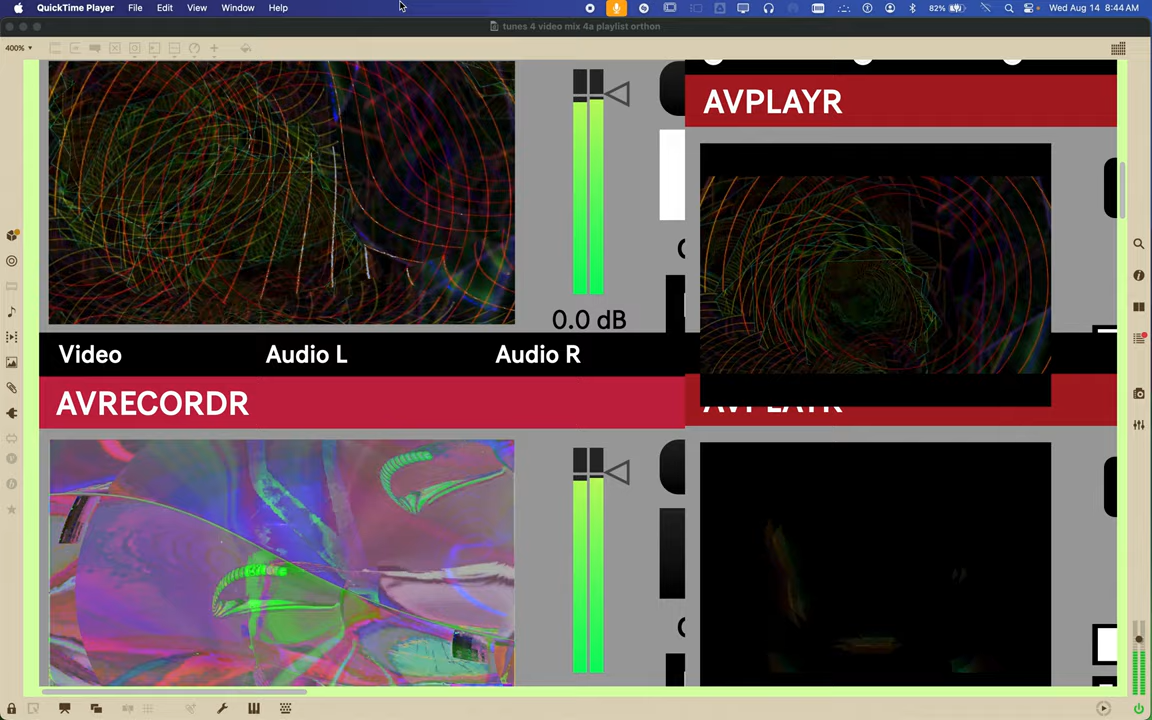 QuickTime Player File Edit View Window Help 82% Wed Aug 14 8:44 AM
tunes 4 video mix 4a playlist orthon
400%
AVPLAYR
0.0 dB
Video Audio L Audio R
AVRECORDR
AVPLAYR